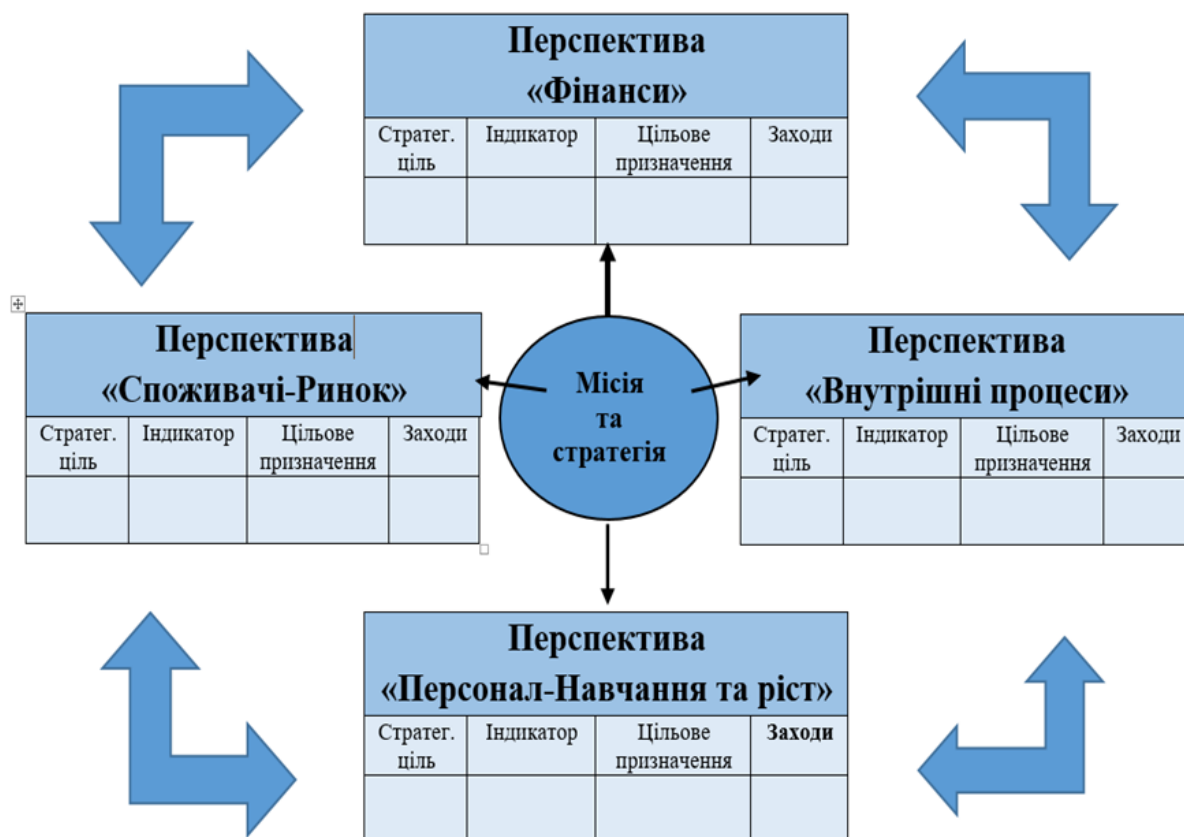 Перспектива
«Фінанси»
Стратег. ціль
Індикатор
Цільове призначення
Заходи
Перспектива
«Споживачі-Ринок»
Стратег. ціль
Індикатор
Цільове призначення
Заходи
Місія
та
стратегія
Перспектива
«Внутрішні процеси»
Стратег. ціль
Індикатор
Цільове призначення
Заходи
Перспектива
«Персонал-Навчання та ріст»
Стратег. ціль
Індикатор
Цільове призначення
Заходи